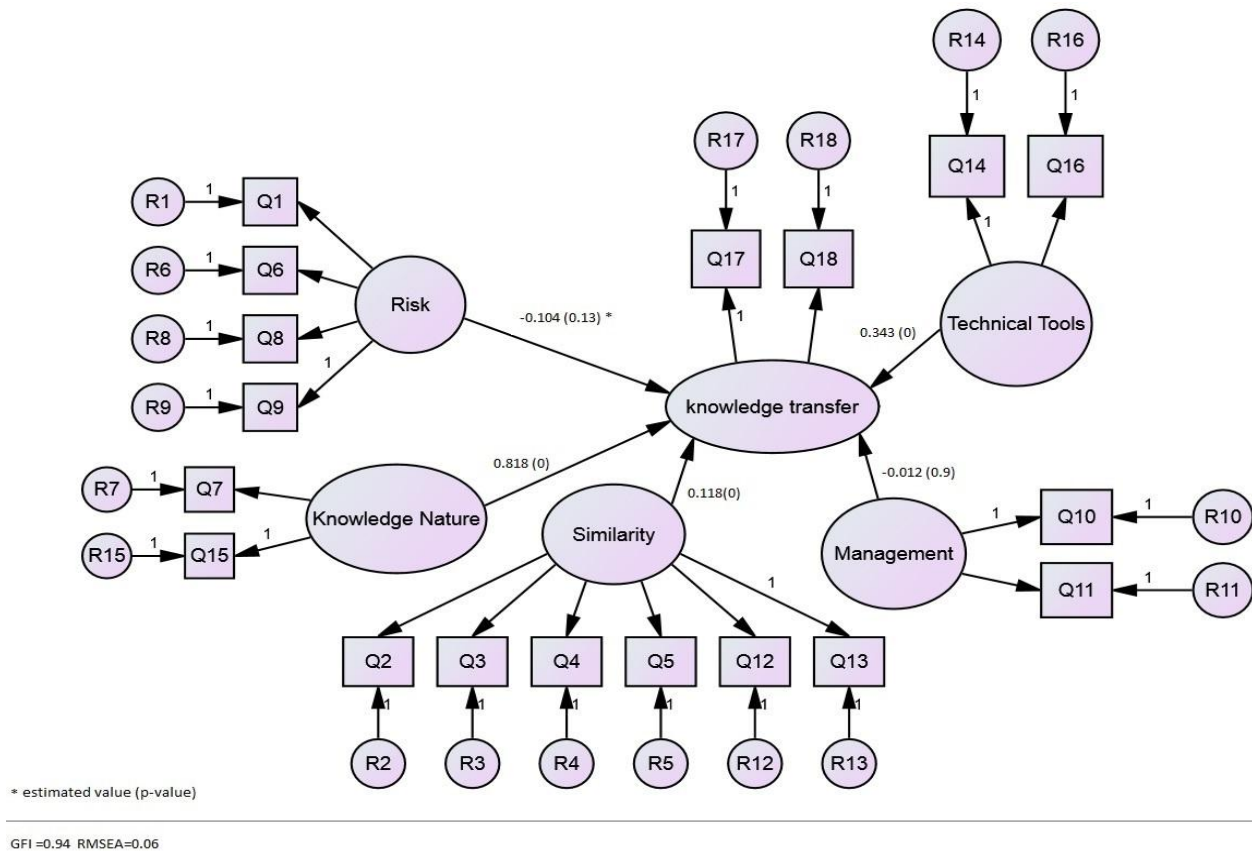 R14
R16
1
1
R17
R18
Q14
Q16
1
1
1
R1
1
Q1
Q17
Q18
R6
1
Q6
1
Risk
Technical Tools
-0.104 (0.13) *
0.343 (0)
R8
1
Q8
1
R9
1
Q9
knowledge transfer
0.818 (0)
0.118(0)
-0.012 (0.9)
R7
1
Q7
Knowledge Nature
Similarity
Management
1
Q10
1
R10
R15
1
Q15
1
Q11
1
R11
1
Q2
Q3
Q4
Q5
Q12
Q13
1
1
1
1
1
1
R2
R3
R4
R5
R12
R13
* estimated value (p-value)
GFI =0.94 RMSEA=0.06